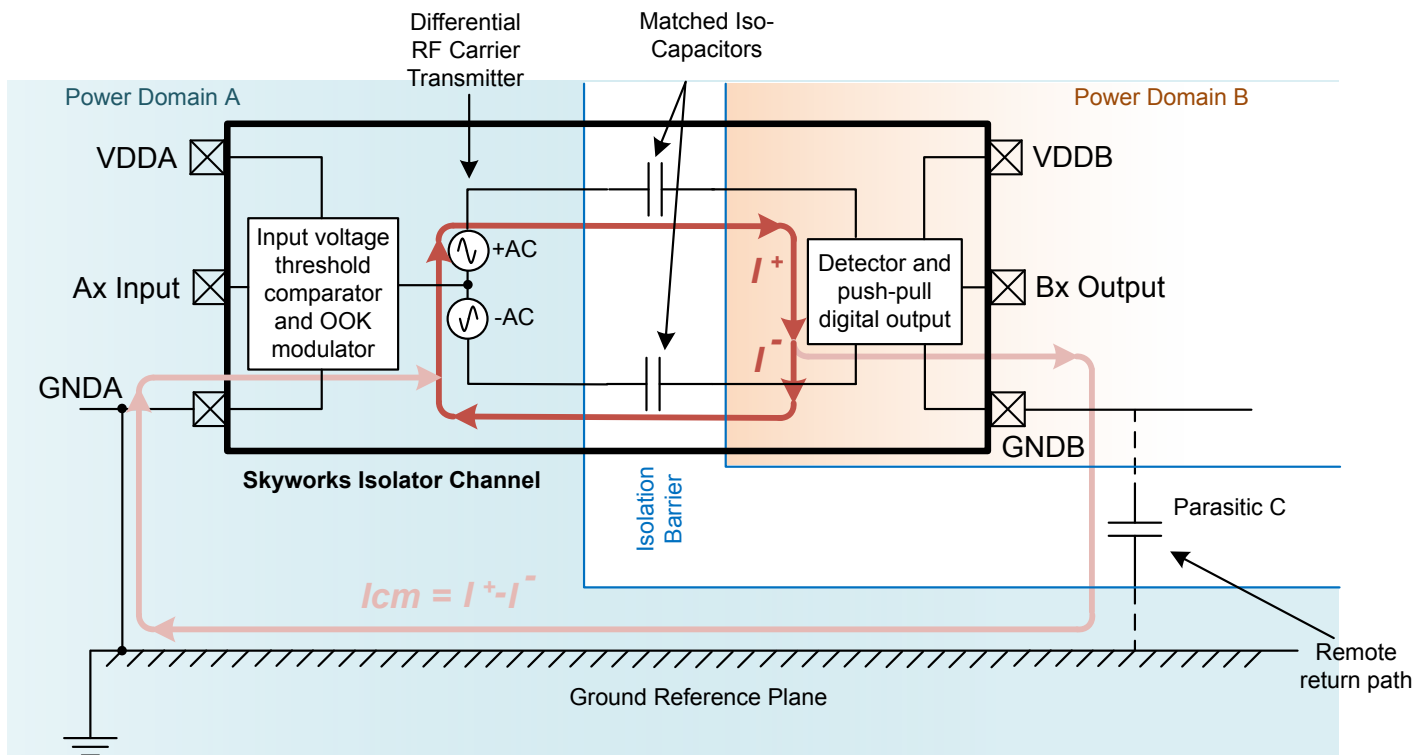 Differential
RF Carrier
Transmitter
Matched Iso-
Capacitors
Power Domain A
Power Domain B
VDDA
VDDB
Input voltage
threshold
comparator
and OOK
modulator
+AC
-AC
I +
I -
Detector and
push-pull
digital output
Ax Input
Bx Output
GNDA
GNDB
Skyworks Isolator Channel
Isolation
Barrier
Parasitic C
Icm = I +-I -
Remote
return path
Ground Reference Plane